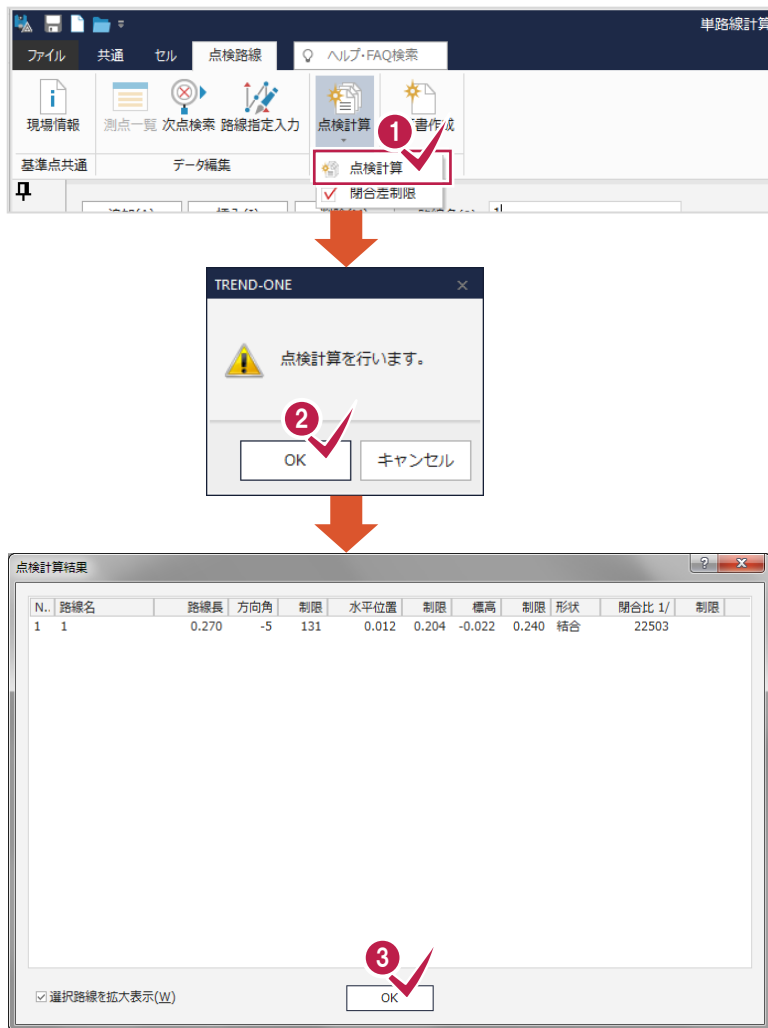 単路線計算
ファイル 共通 セル 点検路線 ヘルプ・FAQ検索
現場情報 測点一覧 次点検索 路線指定入力 点検計算 書作成
1
基準点共通 データ編集
点検計算
閉合差制限
1
TREND-ONE
点検計算を行います。
2
OK キャンセル
点検計算結果
N.. 路線名 路線長 方向角 制限 水平位置 制限 標高 制限 形状 閉合比 1/ 制限
1 1 0.270 -5 131 0.012 0.204 -0.022 0.240 結合 22503
3
選択路線を拡大表示(W) OK